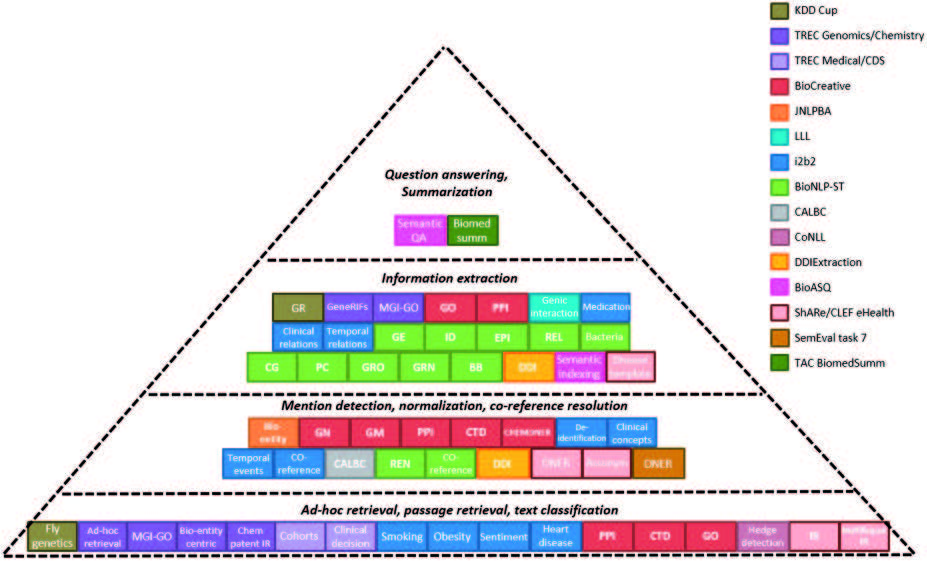 KDD Cup
TREC Genomics/Chemistry
TREC Medical/CDS
BioCreative
JNLPBA
LLL
i2b2
BioNLP-ST
CALBC
CoNLL
DDIExtraction
BioASQ
ShARe/CLEF eHealth
SemEval task 7
TAC BiomedSumm
Question answering,
Summarization
Semantic QA
Biomed summ
Information extraction
GR
GeneRIFs
MGI-GO
GO
PPI
Genic interaction
Medication
Clinical relations
Temporal relations
GE
ID
EPI
REL
Bacteria
CG
PC
GRO
GRN
BB
DDI
Semantic Indexing
Disease template
Mention detection, normalization, co-reference resolution
Bio-entity
GN
GM
PPI
CTD
CHEMDNER
De-identification
Clinical concepts
Temporal events
CO-reference
CALBC
REN
CO-reference
DDI
DNER
Acronym
DNER
Ad-hoc retrieval, passage retrieval, text classification
Fly genetics
Ad-hoc retrieval
MGI-GO
Bio-entity centric
Chem patent IR
Cohorts
Clinical decision
Smoking
Obesity
Sentiment
Heart disease
PPI
CTD
GO
Hedge detection
IR
Multilingual IR